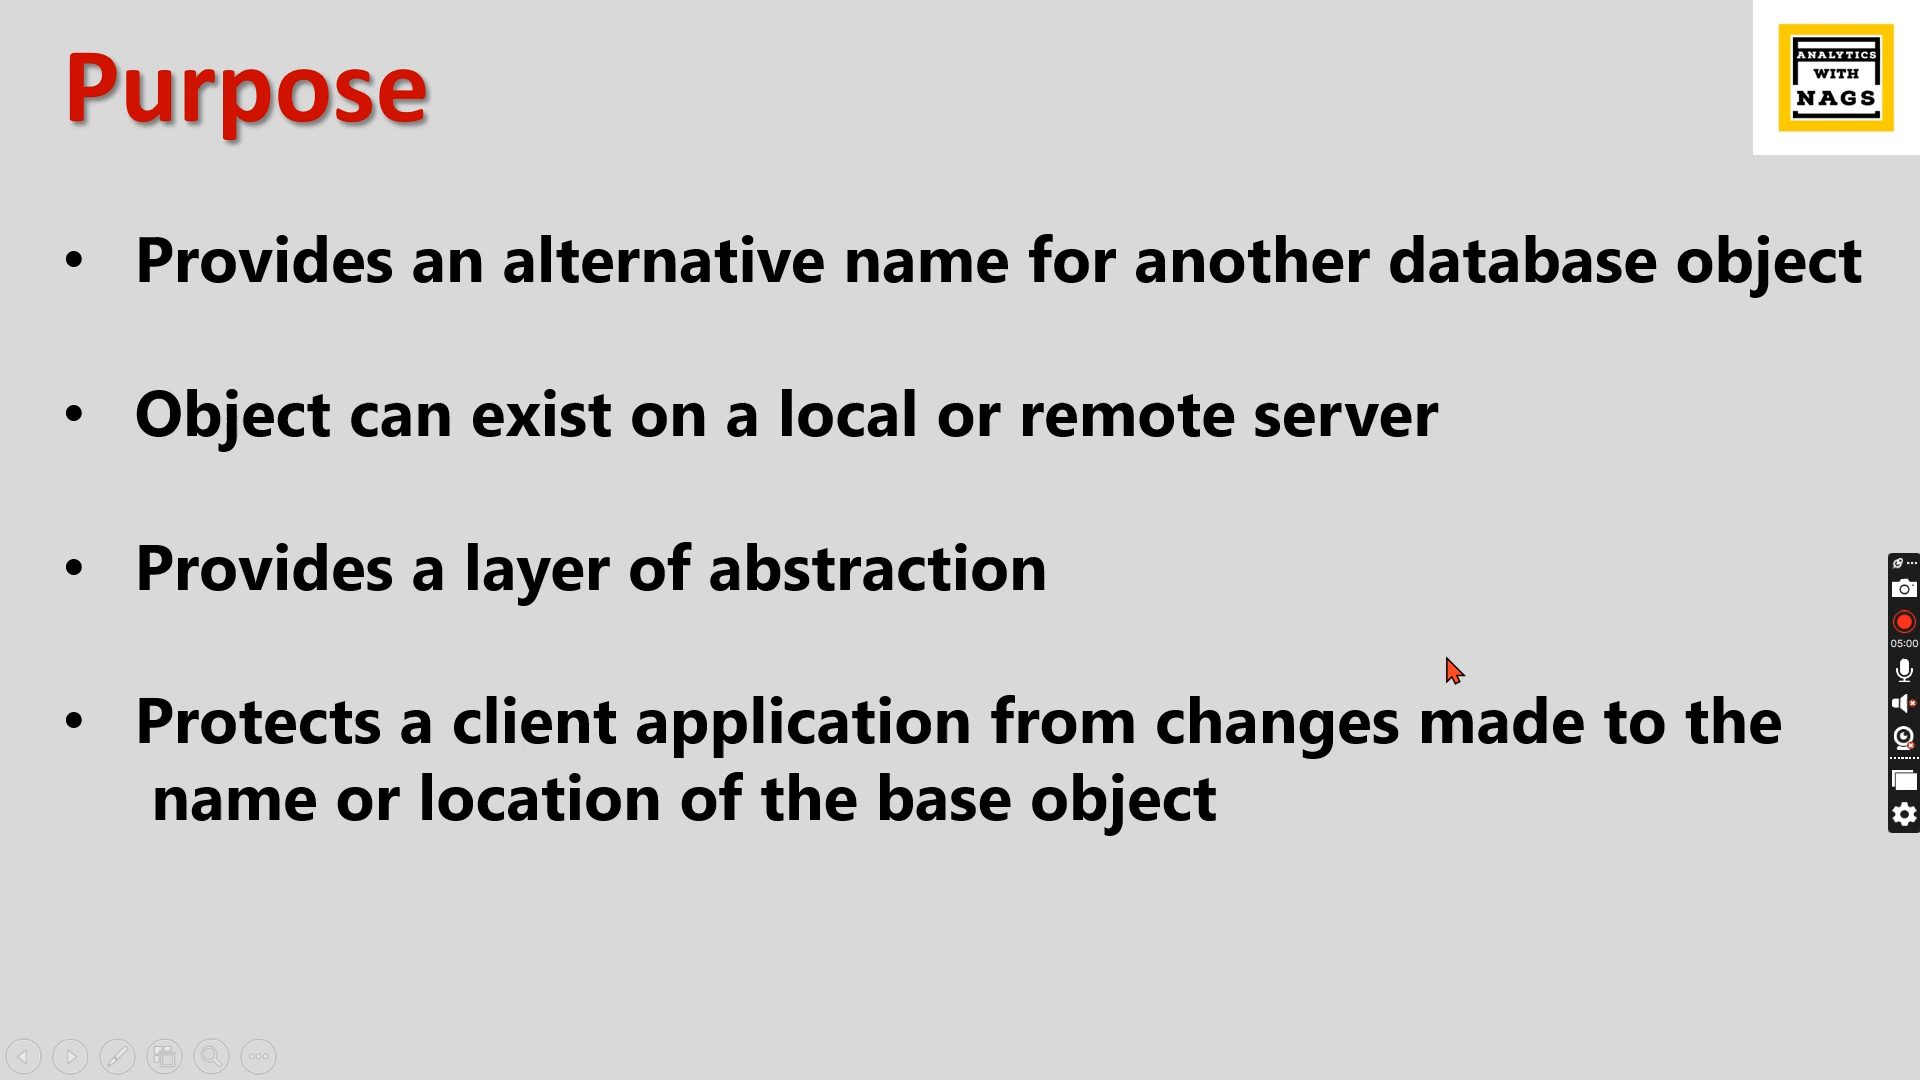 Purpose
ANALYTICS
WITH
NAGS
• Provides an alternative name for another database object
• Object can exist on a local or remote server
• Provides a layer of abstraction
• Protects a client application from changes made to the
name or location of the base object
05:00